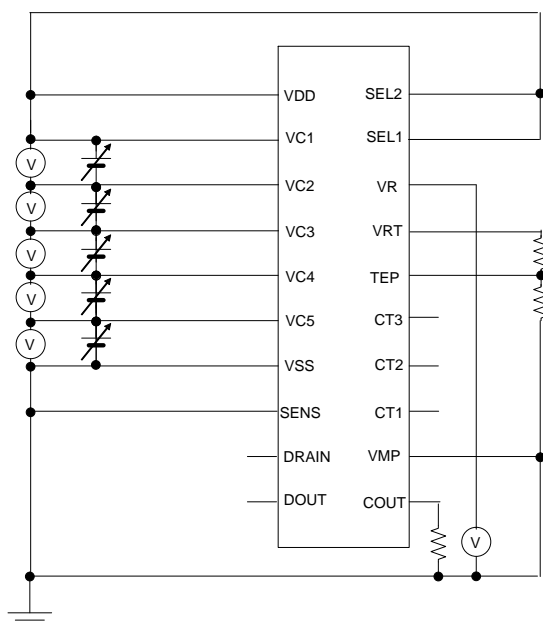 VDD
VC1
VC2
VC3
VC4
VC5
VSS
SENS
DRAIN
DOUT
SEL2
SEL1
VR
VRT
TEP
CT3
CT2
CT1
VMP
COUT
V
V
V
V
V
V